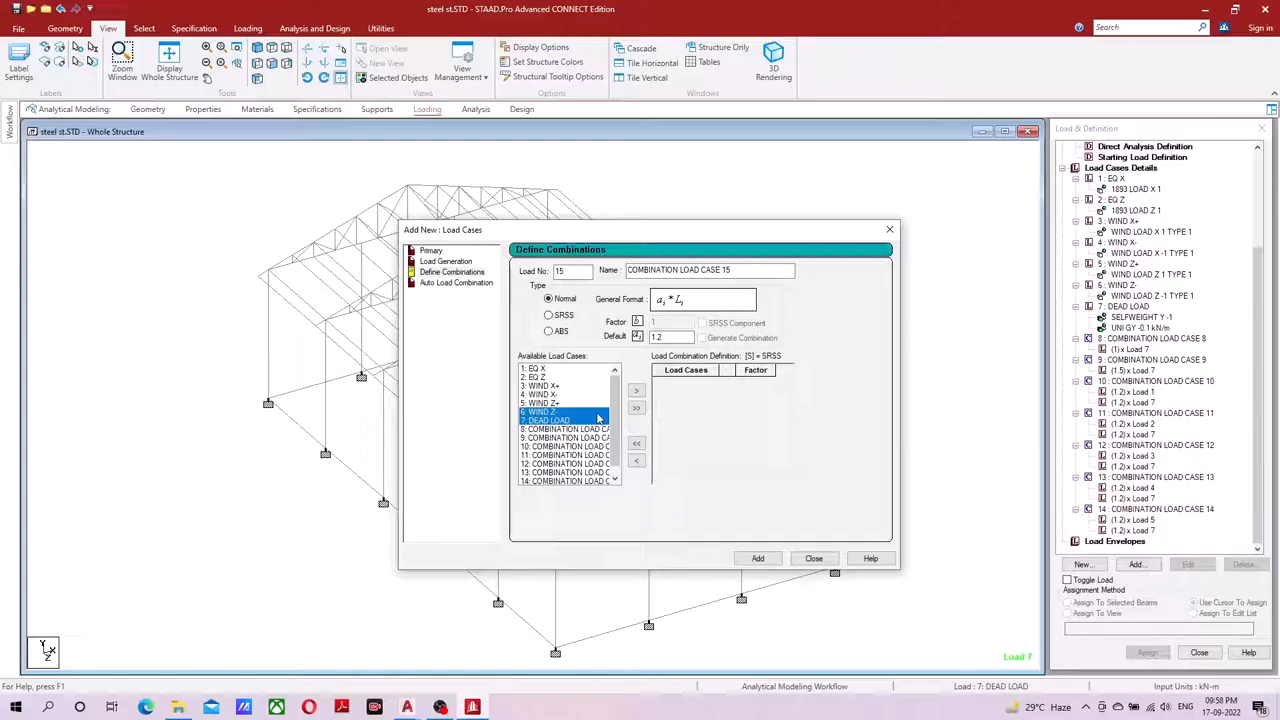 steel st.STD - STAAD.Pro Advanced CONNECT Edition
File Geometry View Select Specification Loading Analysis and Design Utilities
Search Sign in
Label Settings
Labels
Zoom Window
Display Whole Structure
Tools
Open View
New View
Selected Objects
View Management
Views
Display Options
Set Structure Colors
Structural Tooltip Options
Options
Cascade
Tile Horizontal
Tile Vertical
Structure Only
Tables
Windows
3D Rendering
Workflow
Analytical Modeling: Geometry Properties Materials Specifications Supports Loading Analysis Design
steel st.STD - Whole Structure
Add New : Load Cases
Primary
Load Generation
Define Combinations
Auto Load Combination
Define Combinations
Load No: 15 Name : COMBINATION LOAD CASE 15
Type
Normal
SRSS
ABS
General Format : ai * Li
Factor b 1 SRSS Component
Default ai 1.2 Generate Combination
Available Load Cases:
1: EQ X
2: EQ Z
3: WIND X+
4: WIND X-
5: WIND Z+
6: WIND Z-
7: DEAD LOAD
8: COMBINATION LOAD CA
9: COMBINATION LOAD CA
10: COMBINATION LOAD C
11: COMBINATION LOAD C
12: COMBINATION LOAD C
13: COMBINATION LOAD C
14: COMBINATION LOAD C
> >> << <
Load Combination Definition: [S] = SRSS
Load Cases Factor
Add Close Help
Load 7
Y X Z
Load & Definition
Direct Analysis Definition
Starting Load Definition
Load Cases Details
1 : EQ X
1893 LOAD X 1
2 : EQ Z
1893 LOAD Z 1
3 : WIND X+
WIND LOAD X 1 TYPE 1
4 : WIND X-
WIND LOAD X -1 TYPE 1
5 : WIND Z+
WIND LOAD Z 1 TYPE 1
6 : WIND Z-
WIND LOAD Z -1 TYPE 1
7 : DEAD LOAD
SELFWEIGHT Y -1
UNI GY -0.1 kN/m
8 : COMBINATION LOAD CASE 8
(1) x Load 7
9 : COMBINATION LOAD CASE 9
(1.5) x Load 7
10 : COMBINATION LOAD CASE 10
(1.2) x Load 1
(1.2) x Load 7
11 : COMBINATION LOAD CASE 11
(1.2) x Load 2
(1.2) x Load 7
12 : COMBINATION LOAD CASE 12
(1.2) x Load 3
(1.2) x Load 7
13 : COMBINATION LOAD CASE 13
(1.2) x Load 4
(1.2) x Load 7
14 : COMBINATION LOAD CASE 14
(1.2) x Load 5
(1.2) x Load 7
Load Envelopes
New... Add... Edit Delete...
Toggle Load
Assignment Method
Assign To Selected Beams Use Cursor To Assign
Assign To View Assign To Edit List
Assign Close Help
For Help, press F1 Analytical Modeling Workflow Load : 7: DEAD LOAD Input Units : kN-m
29°C Haze ENG 09:58 PM
17-09-2022 18